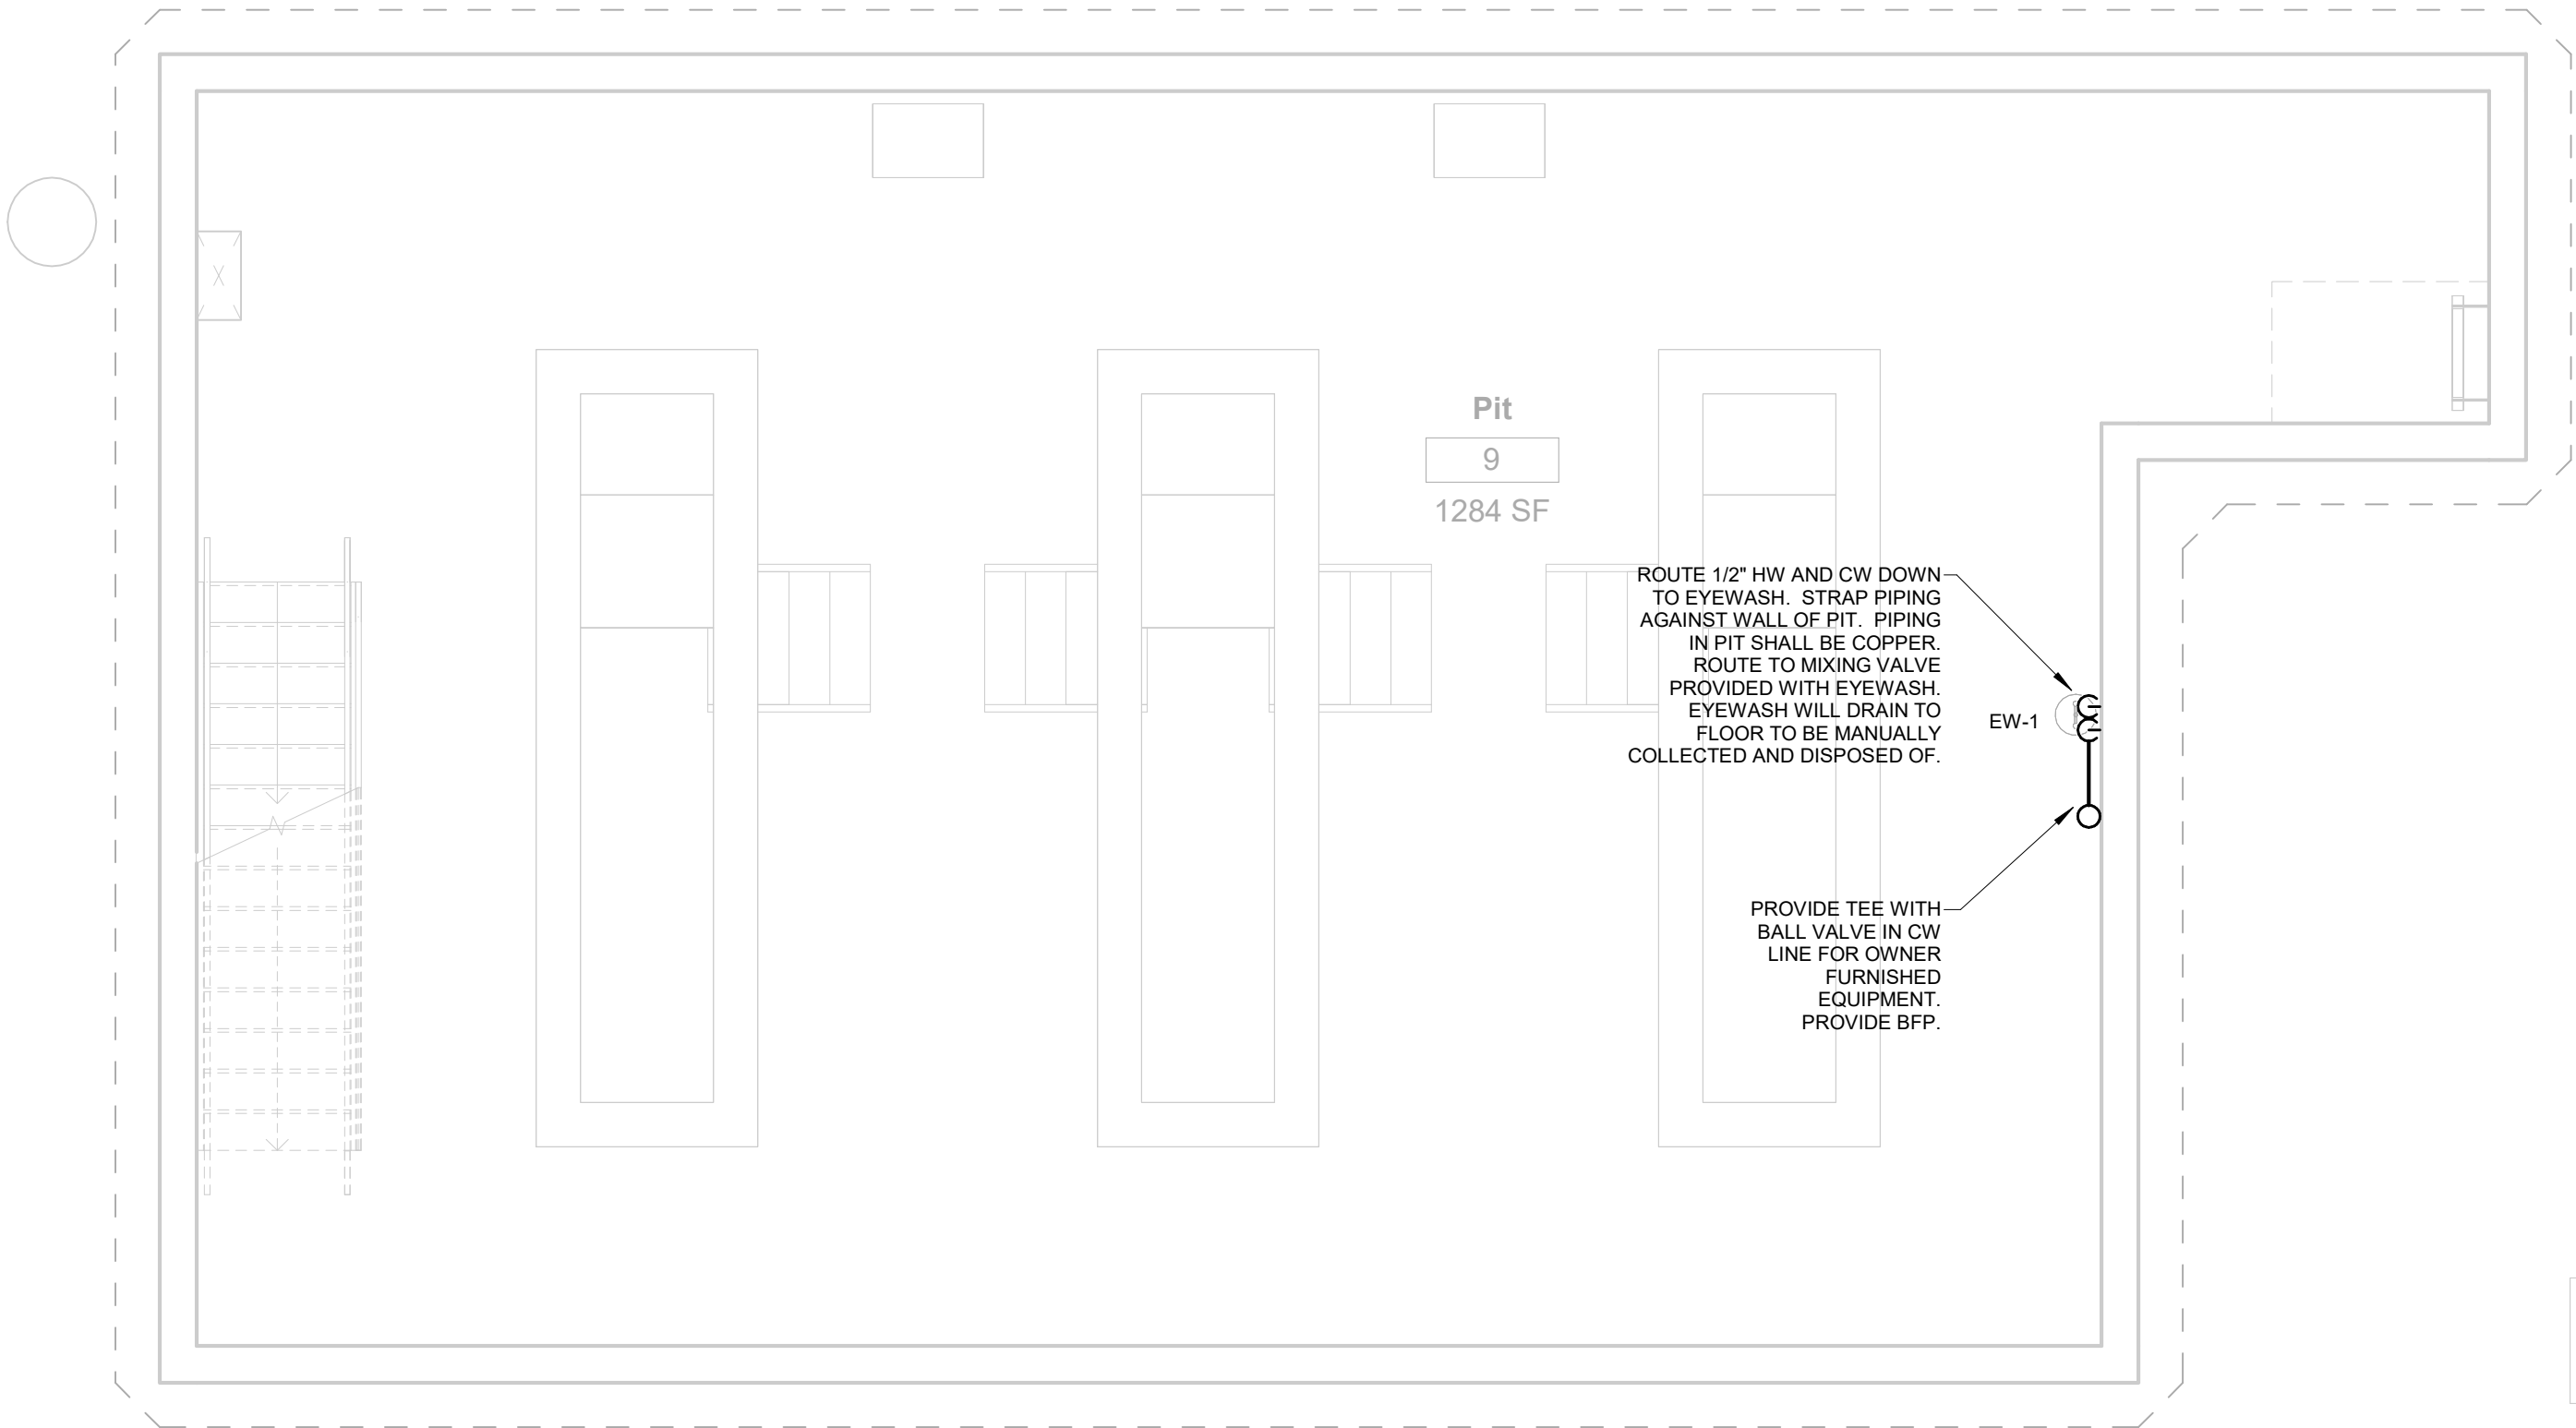 Pit
9
1284 SF
ROUTE 1/2" HW AND CW DOWN
TO EYEWASH.  STRAP PIPING
AGAINST WALL OF PIT.  PIPING
IN PIT SHALL BE COPPER.
ROUTE TO MIXING VALVE
PROVIDED WITH EYEWASH.
EYEWASH WILL DRAIN TO
FLOOR TO BE MANUALLY
COLLECTED AND DISPOSED OF.
EW-1
PROVIDE TEE WITH
BALL VALVE IN CW
LINE FOR OWNER
FURNISHED
EQUIPMENT.
PROVIDE BFP.